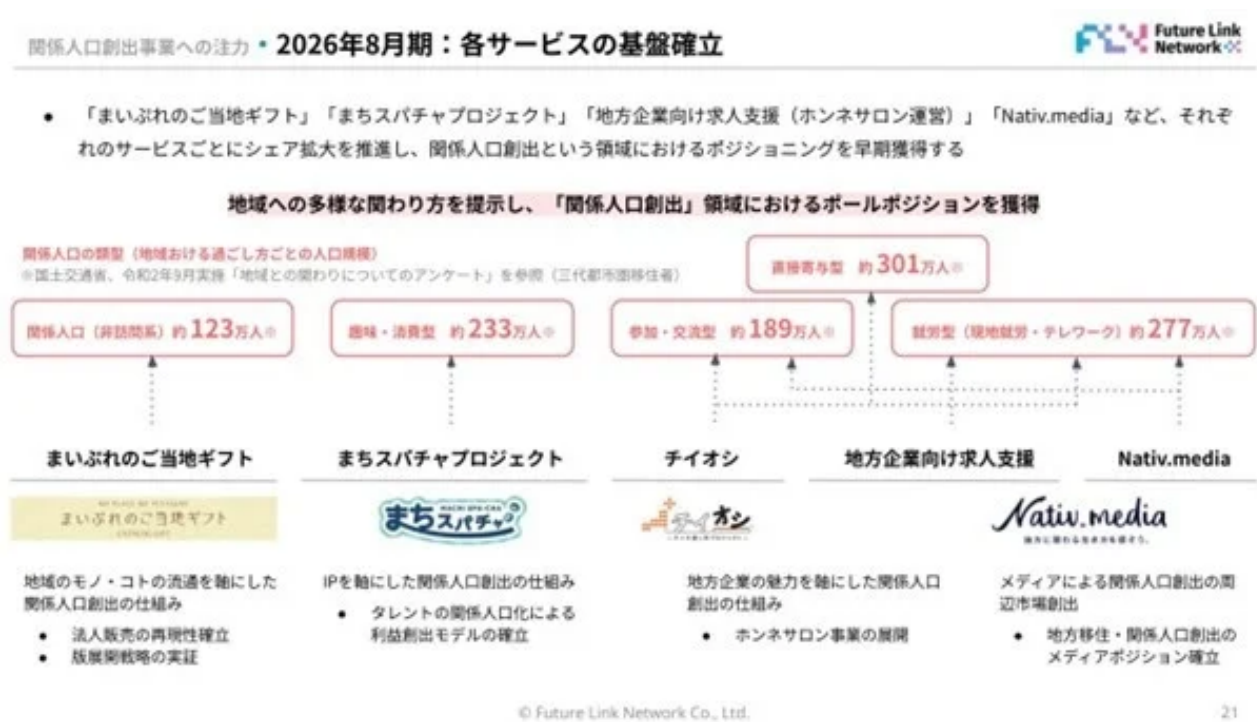 関係人口創出事業への注力・2026年8月期：各サービスの基盤確立
Future Link
Network
● 「まいぷれのご当地ギフト」「まちスパチャプロジェクト」「地方企業向け求人支援（ホンネサロン運営）」「Nativ.media」など、それぞ
れのサービスごとにシェア拡大を推進し、関係人口創出という領域におけるポジショニングを早期獲得する
地域への多様な関わり方を提示し、「関係人口創出」領域におけるポールポジションを獲得
関係人口の類型（地域おける過ごし方ごとの人口規模）
※国土交通省、令和2年9月実施「地域との関わりについてのアンケート」を参照（三代都市圏移住者）
直接寄与型 約301万人※
関係人口（非訪問系）約123万人※
趣味・消費型 約233万人※
参加・交流型 約189万人※
就労型（現地就労・テレワーク）約277万人※
まいぷれのご当地ギフト
まちスパチャプロジェクト
チイオシ
地方企業向け求人支援
Nativ.media
まいぷれのご当地ギフト
MACHI SPA-CHA
まちスパチャ
チイオシ
Nativ.media
地域のモノ・コトの流通を軸にした
関係人口創出の仕組み
● 法人販売の再現性確立
● 版展開戦略の実証
IPを軸にした関係人口創出の仕組み
● タレントの関係人口化による
利益創出モデルの確立
地方企業の魅力を軸にした関係人口
創出の仕組み
● ホンネサロン事業の展開
メディアによる関係人口創出の周
辺市場創出
● 地方移住・関係人口創出の
メディアポジション確立
© Future Link Network Co., Ltd.
21